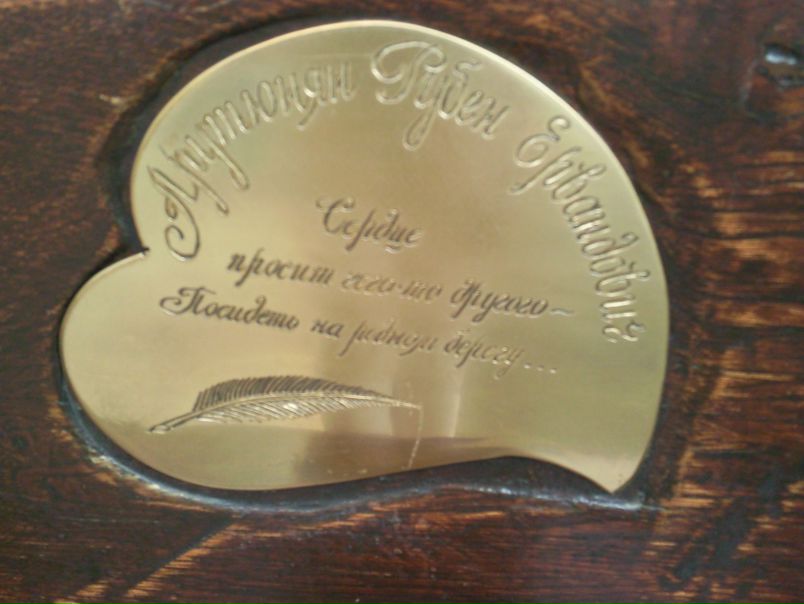 Арутюнян Рубен Ервандович
Сердце
просит чего-то другого~
Посидеть на родном берегу...